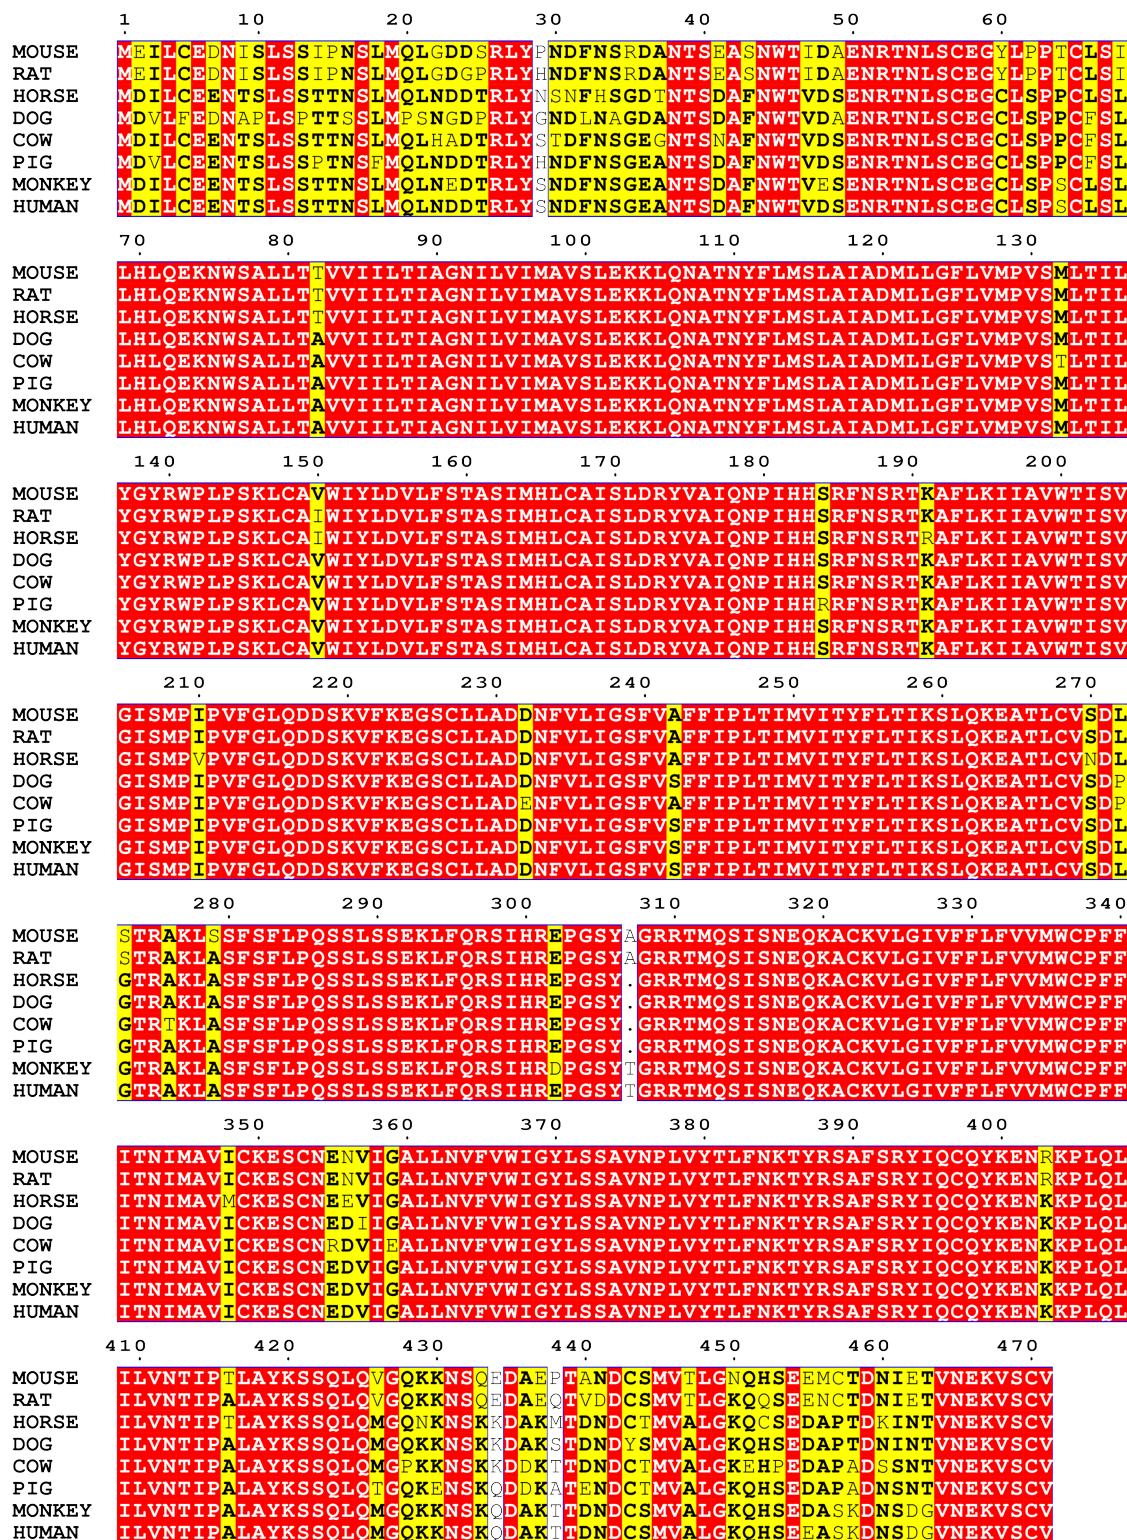 1 10 20 30 40 50 60
MOUSE MEILCEDNISLSSIPNSLMQLGDDSRLYPNDFNSRDANTSEASNWTIDAENRTNLSCEGYLPPTCLSI
RAT MEILCEDNISLSSIPNSLMQLGDGPRLYHNDFNSRDANTSEASNWTIDAENRTNLSCEGYLPPTCLSI
HORSE MDILCEENTSLSSTTNSLMQLNDDTRLYNSNFHSGDTNTSDAFNWTVDSENRTNLSCEGCLSPPCLSL
DOG MDVLFEDNAPLSPTTSSLMPSNGDPRLYGNDLNAGDANTSDAFNWTVDAENRTNLSCEGCLSPPCFSL
COW MDILCEENTSLSSTTNSLMQLHADTRLYSTDFNSGEGNTSNAFNWTVDSENRTNLSCEGCLSPPCFSL
PIG MDVLCEENTSLSSPTNSFMQLNDDTRLYHNDFNSGEANTSDAFNWTVDSENRTNLSCEGCLSPPCFSL
MONKEY MDILCEENTSLSSTTNSLMQLNEDTRLYSNDFNSGEANTSDAFNWTVESENRTNLSCEGCLSPSCLSL
HUMAN MDILCEENTSLSSTTNSLMQLNDDTRLYSNDFNSGEANTSDAFNWTVDSENRTNLSCEGCLSPSCLSL
70 80 90 100 110 120 130
MOUSE LHLQEKNWSALLTTVVIILTIAGNILVIMAVSLEKKLQNATNYFLMSLAIADMLLGFLVMPVSMLTIL
RAT LHLQEKNWSALLTTVVIILTIAGNILVIMAVSLEKKLQNATNYFLMSLAIADMLLGFLVMPVSMLTIL
HORSE LHLQEKNWSALLTTVVIILTIAGNILVIMAVSLEKKLQNATNYFLMSLAIADMLLGFLVMPVSMLTIL
DOG LHLQEKNWSALLTAVVIILTIAGNILVIMAVSLEKKLQNATNYFLMSLAIADMLLGFLVMPVSMLTIL
COW LHLQEKNWSALLTAVVIILTIAGNILVIMAVSLEKKLQNATNYFLMSLAIADMLLGFLVMPVSTLTIL
PIG LHLQEKNWSALLTAVVIILTIAGNILVIMAVSLEKKLQNATNYFLMSLAIADMLLGFLVMPVSMLTIL
MONKEY LHLQEKNWSALLTAVVIILTIAGNILVIMAVSLEKKLQNATNYFLMSLAIADMLLGFLVMPVSMLTIL
HUMAN LHLQEKNWSALLTAVVIILTIAGNILVIMAVSLEKKLQNATNYFLMSLAIADMLLGFLVMPVSMLTIL
140 150 160 170 180 190 200
MOUSE YGYRWPLPSKLCAVWIYLDVLFSTASIMHLCAISLDRYVAIQNPIHHSRFNSRTKAFLKIIAVWTISV
RAT YGYRWPLPSKLCAIWIYLDVLFSTASIMHLCAISLDRYVAIQNPIHHSRFNSRTKAFLKIIAVWTISV
HORSE YGYRWPLPSKLCAIWIYLDVLFSTASIMHLCAISLDRYVAIQNPIHHSRFNSRTRAFLKIIAVWTISV
DOG YGYRWPLPSKLCAVWIYLDVLFSTASIMHLCAISLDRYVAIQNPIHHSRFNSRTKAFLKIIAVWTISV
COW YGYRWPLPSKLCAVWIYLDVLFSTASIMHLCAISLDRYVAIQNPIHHSRFNSRTKAFLKIIAVWTISV
PIG YGYRWPLPSKLCAVWIYLDVLFSTASIMHLCAISLDRYVAIQNPIHHRRFNSRTKAFLKIIAVWTISV
MONKEY YGYRWPLPSKLCAVWIYLDVLFSTASIMHLCAISLDRYVAIQNPIHHSRFNSRTKAFLKIIAVWTISV
HUMAN YGYRWPLPSKLCAVWIYLDVLFSTASIMHLCAISLDRYVAIQNPIHHSRFNSRTKAFLKIIAVWTISV
210 220 230 240 250 260 270
MOUSE GISMPIPVFGLQDDSKVFKEGSCLLADDNFVLIGSFVAFFIPLTIMVITYFLTIKSLQKEATLCVSDL
RAT GISMPIPVFGLQDDSKVFKEGSCLLADDNFVLIGSFVAFFIPLTIMVITYFLTIKSLQKEATLCVSDL
HORSE GISMPVPVFGLQDDSKVFKEGSCLLADDNFVLIGSFVAFFIPLTIMVITYFLTIKSLQKEATLCVNDL
DOG GISMPIPVFGLQDDSKVFKEGSCLLADDNFVLIGSFVSFFIPLTIMVITYFLTIKSLQKEATLCVSDP
COW GISMPIPVFGLQDDSKVFKEGSCLLADENFVLIGSFVAFFIPLTIMVITYFLTIKSLQKEATLCVSDP
PIG GISMPIPVFGLQDDSKVFKEGSCLLADDNFVLIGSFVSFFIPLTIMVITYFLTIKSLQKEATLCVSDL
MONKEY GISMPIPVFGLQDDSKVFKEGSCLLADDNFVLIGSFVSFFIPLTIMVITYFLTIKSLQKEATLCVSDL
HUMAN GISMPIPVFGLQDDSKVFKEGSCLLADDNFVLIGSFVSFFIPLTIMVITYFLTIKSLQKEATLCVSDL
280 290 300 310 320 330 340
MOUSE STRAKLSSFSFLPQSSLSSEKLFQRSIHREPGSYAGRRTMQSISNEQKACKVLGIVFFLFVVMWCPFF
RAT STRAKLASFSFLPQSSLSSEKLFQRSIHREPGSYAGRRTMQSISNEQKACKVLGIVFFLFVVMWCPFF
HORSE GTRAKLASFSFLPQSSLSSEKLFQRSIHREPGSY.GRRTMQSISNEQKACKVLGIVFFLFVVMWCPFF
DOG GTRAKLASFSFLPQSSLSSEKLFQRSIHREPGSY.GRRTMQSISNEQKACKVLGIVFFLFVVMWCPFF
COW GTRTKLASFSFLPQSSLSSEKLFQRSIHREPGSY.GRRTMQSISNEQKACKVLGIVFFLFVVMWCPFF
PIG GTRAKLASFSFLPQSSLSSEKLFQRSIHREPGSY.GRRTMQSISNEQKACKVLGIVFFLFVVMWCPFF
MONKEY GTRAKLASFSFLPQSSLSSEKLFQRSIHRDPGSYTGRRTMQSISNEQKACKVLGIVFFLFVVMWCPFF
HUMAN GTRAKLASFSFLPQSSLSSEKLFQRSIHREPGSYTGRRTMQSISNEQKACKVLGIVFFLFVVMWCPFF
350 360 370 380 390 400
MOUSE ITNIMAVICKESCNENVIGALLNVFVWIGYLSSAVNPLVYTLFNKTYRSAFSRYIQCQYKENRKPLQL
RAT ITNIMAVICKESCNENVIGALLNVFVWIGYLSSAVNPLVYTLFNKTYRSAFSRYIQCQYKENRKPLQL
HORSE ITNIMAVMCKESCNEEVIGALLNVFVWIGYLSSAVNPLVYTLFNKTYRSAFSRYIQCQYKENKKPLQL
DOG ITNIMAVICKESCNEDIIGALLNVFVWIGYLSSAVNPLVYTLFNKTYRSAFSRYIQCQYKENKKPLQL
COW ITNIMAVICKESCNRDVIEALLNVFVWIGYLSSAVNPLVYTLFNKTYRSAFSRYIQCQYKENKKPLQL
PIG ITNIMAVICKESCNEDVIGALLNVFVWIGYLSSAVNPLVYTLFNKTYRSAFSRYIQCQYKENKKPLQL
MONKEY ITNIMAVICKESCNEDVIGALLNVFVWIGYLSSAVNPLVYTLFNKTYRSAFSRYIQCQYKENKKPLQL
HUMAN ITNIMAVICKESCNEDVIGALLNVFVWIGYLSSAVNPLVYTLFNKTYRSAFSRYIQCQYKENKKPLQL
410 420 430 440 450 460 470
MOUSE ILVNTIPTLAYKSSQLQVGQKKNSQEDAEPTANDCSMVTLGNQHSEEMCTDNIETVNEKVSCV
RAT ILVNTIPALAYKSSQLQVGQKKNSQEDAEQTVDDCSMVTLGKQQSEENCTDNIETVNEKVSCV
HORSE ILVNTIPTLAYKSSQLQMGQNKNSKKDAKMTDNDCTMVALGKQCSEDAPTDKINTVNEKVSCV
DOG ILVNTIPALAYKSSQLQMGQKKNSKKDAKSTDNDYSMVALGKQHSEDAPTDNINTVNEKVSCV
COW ILVNTIPALAYKSSQLQMGPKKNSKKDDKTTDNDCTMVALGKEHPEDAPADSSNTVNEKVSCV
PIG ILVNTIPALAYKSSQLQTGQKENSKQDDKATENDCTMVALGKQHSEDAPADNSNTVNEKVSCV
MONKEY ILVNTIPALAYKSSQLQMGQKKNSKQDAKTTDNDCSMVALGKQHSEDASKDNSDGVNEKVSCV
HUMAN ILVNTIPALAYKSSQLQMGQKKNSKQDAKTTDNDCSMVALGKQHSEEASKDNSDGVNEKVSCV